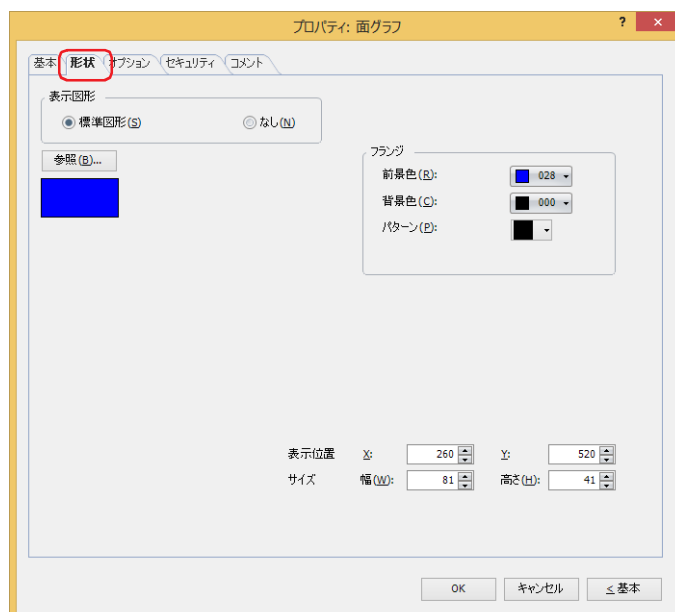 プロパティ: 面グラフ
? ×
基本 形状 オプション セキュリティ コメント
表示図形
標準図形(S) なし(N)
参照(B)...
フランジ
前景色(R): 028
背景色(C): 000
パターン(P):
表示位置 X: 260 Y: 520
サイズ 幅(W): 81 高さ(H): 41
OK キャンセル <基本